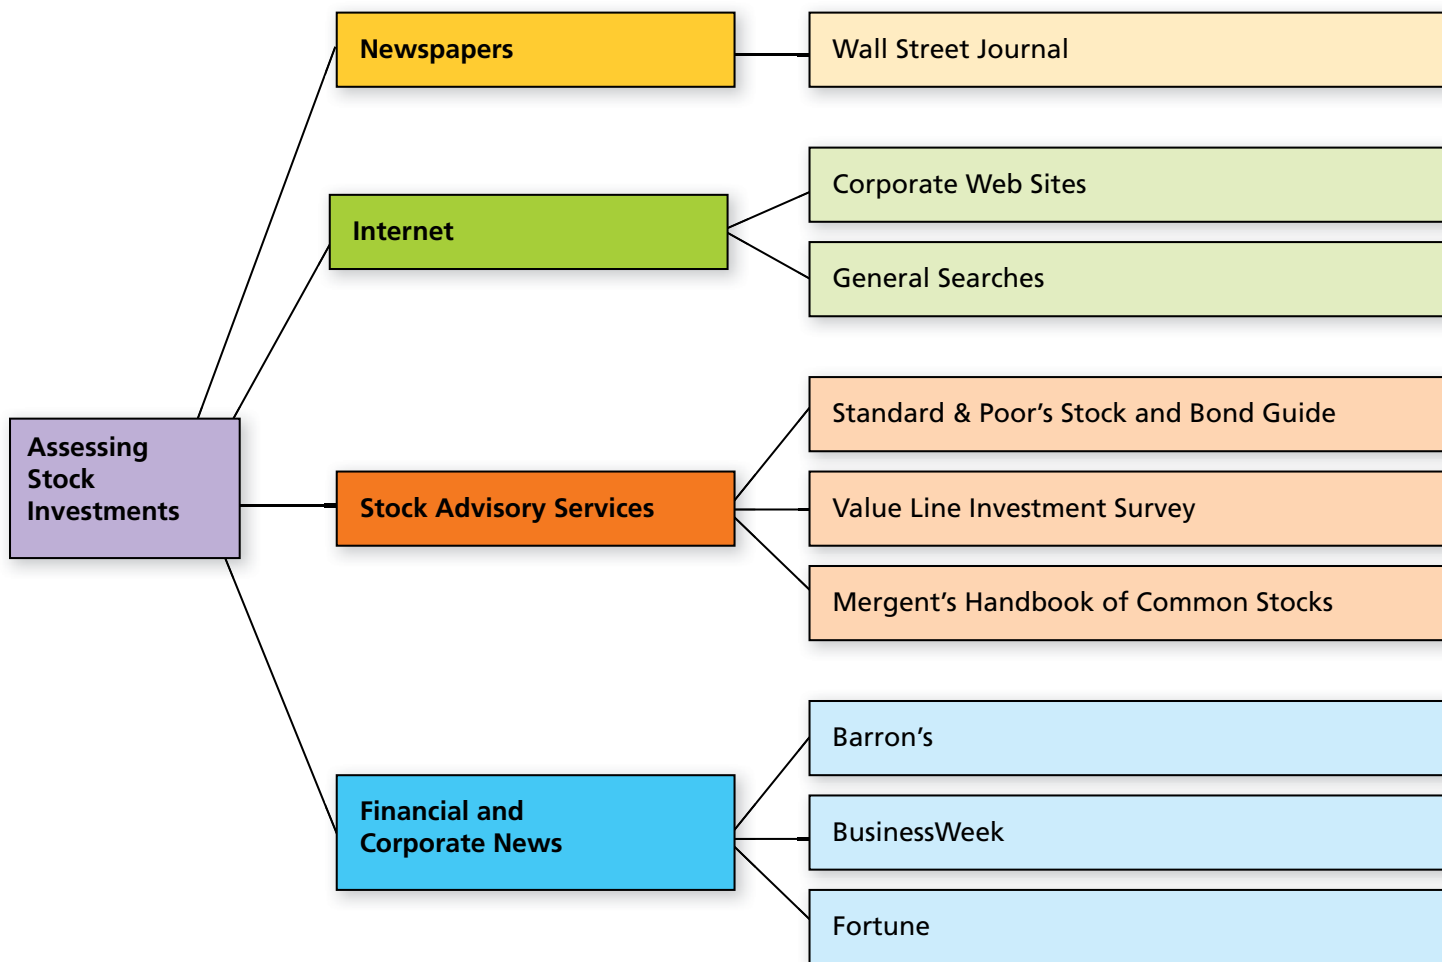 Newspapers
Wall Street Journal
Corporate Web Sites
Internet
General Searches
Assessing
Stock
Investments
Standard & Poor’s Stock and Bond Guide
Stock Advisory Services
Value Line Investment Survey
Mergent’s Handbook of Common Stocks
Barron’s
Financial and
Corporate News
BusinessWeek
Fortune